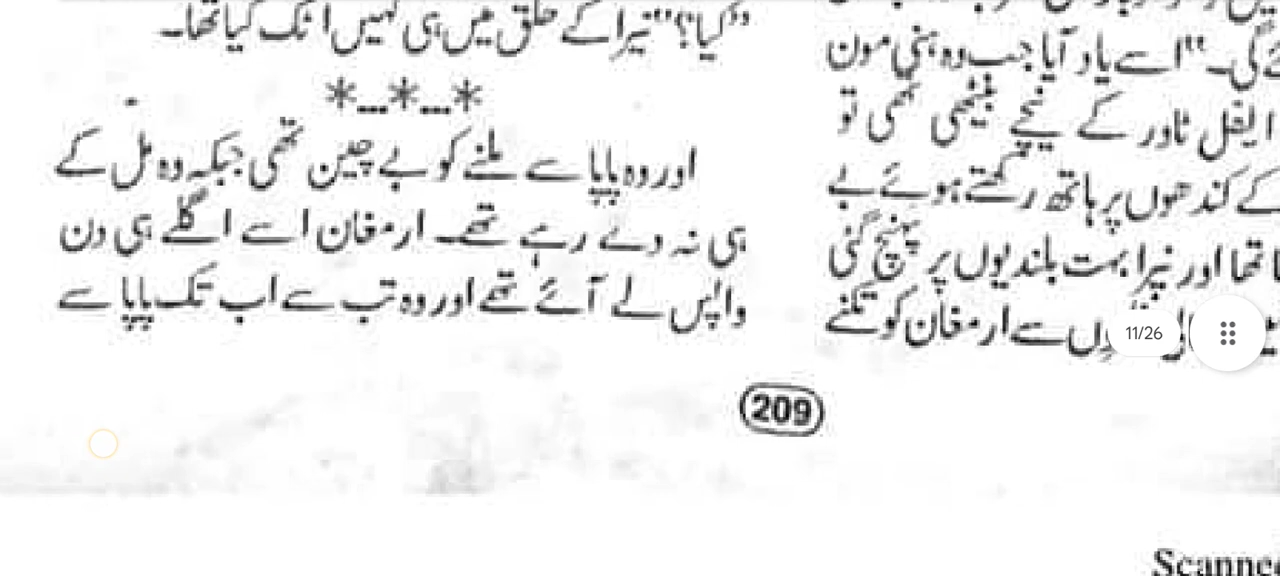 ئے گی۔" اسے یاد آیا جب وہ ہنی مون
ایفل ٹاور کے نیچے بیٹھی تھی تو
کے کندھوں پر ہاتھ رکھتے ہوئے بے
تھا اور نیرا بہت بلندیوں پر پہنچ گئی
سے ارمغان کو تکنے
"کیا؟" نیرا کے حلق میں ہی کہیں اٹک گیا تھا۔
*...*...*
اور وہ پاپا سے ملنے کو بے چین تھی جبکہ وہ مل کے
ہی نہ دے رہے تھے۔ ارمغان اسے اگلے ہی دن
واپس لے آئے تھے اور وہ تب سے اب تک پاپا سے
11/26
209
Scanne